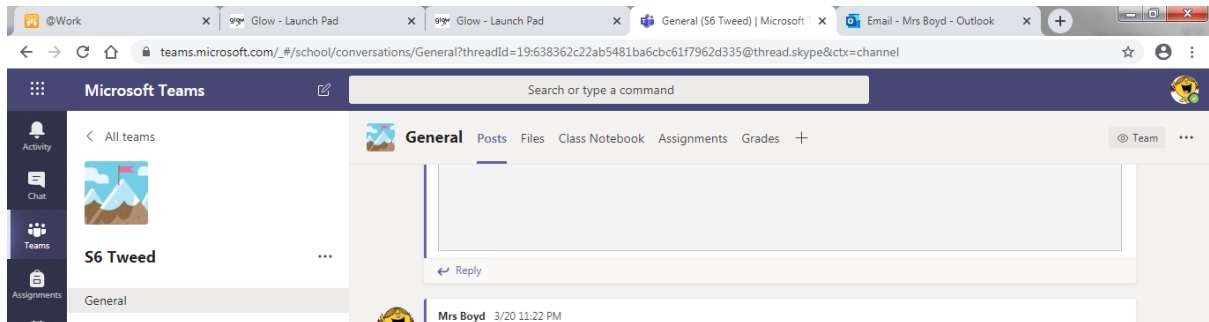 @Work
Glow - Launch Pad
Glow - Launch Pad
General (S6 Tweed) | Microsoft T
Email - Mrs Boyd - Outlook
teams.microsoft.com/_#/school/conversations/General?threadId=19:638362c22ab5481ba6cbc61f7962d335@thread.skype&ctx=channel
Microsoft Teams
Search or type a command
Activity
All teams
General
Posts
Files
Class Notebook
Assignments
Grades
Team
Chat
Teams
S6 Tweed
Reply
Assignments
General
Mrs Boyd 3/20 11:22 PM